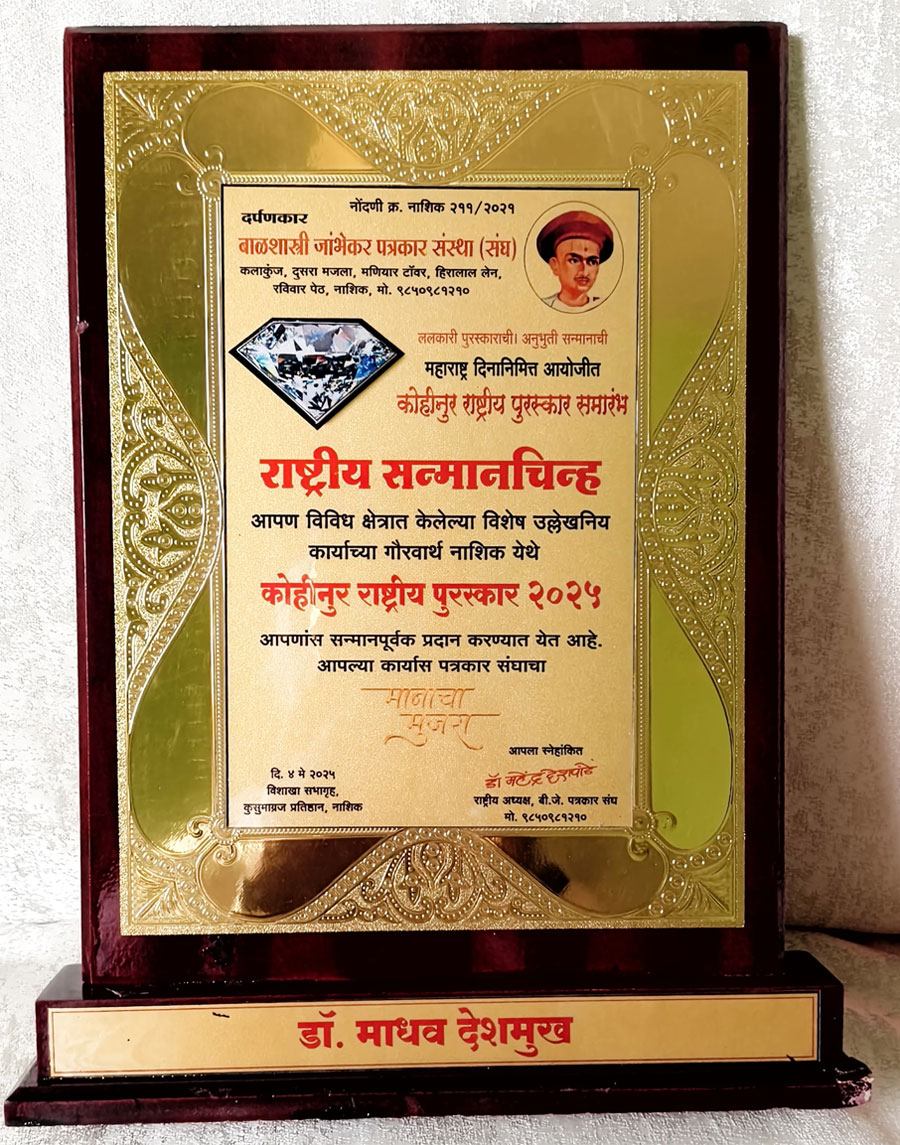 नोंदणी क्र. नाशिक २११/२०२१
दर्पणकार
बाळशास्त्री जांभेकर पत्रकार संस्था (संघ)
कलाकुंज, दुसरा मजला, मणियार टॉवर, हिरालाल लेन,
रविवार पेठ, नाशिक, मो. ९८५०९८१२१०
ललकारी पुरस्काराची। अनुभुती सन्मानाची
महाराष्ट्र दिनानिमित्त आयोजीत
कोहीनुर राष्ट्रीय पुरस्कार समारंभ
राष्ट्रीय सन्मानचिन्ह
आपण विविध क्षेत्रात केलेल्या विशेष उल्लेखनिय
कार्याच्या गौरवार्थ नाशिक येथे
कोहीनुर राष्ट्रीय पुरस्कार २०२५
आपणांस सन्मानपूर्वक प्रदान करण्यात येत आहे.
आपल्या कार्यास पत्रकार संघाचा
मानाचा
मुजरा
आपला स्नेहांकित
दि. ४ मे २०२५
विशाखा सभागृह,
कुसुमाग्रज प्रतिष्ठान, नाशिक
डॉ
राष्ट्रीय अध्यक्ष, बी.जे. पत्रकार संघ
मो. ९८५०९८१२१०
डॉ. माधव देशमुख